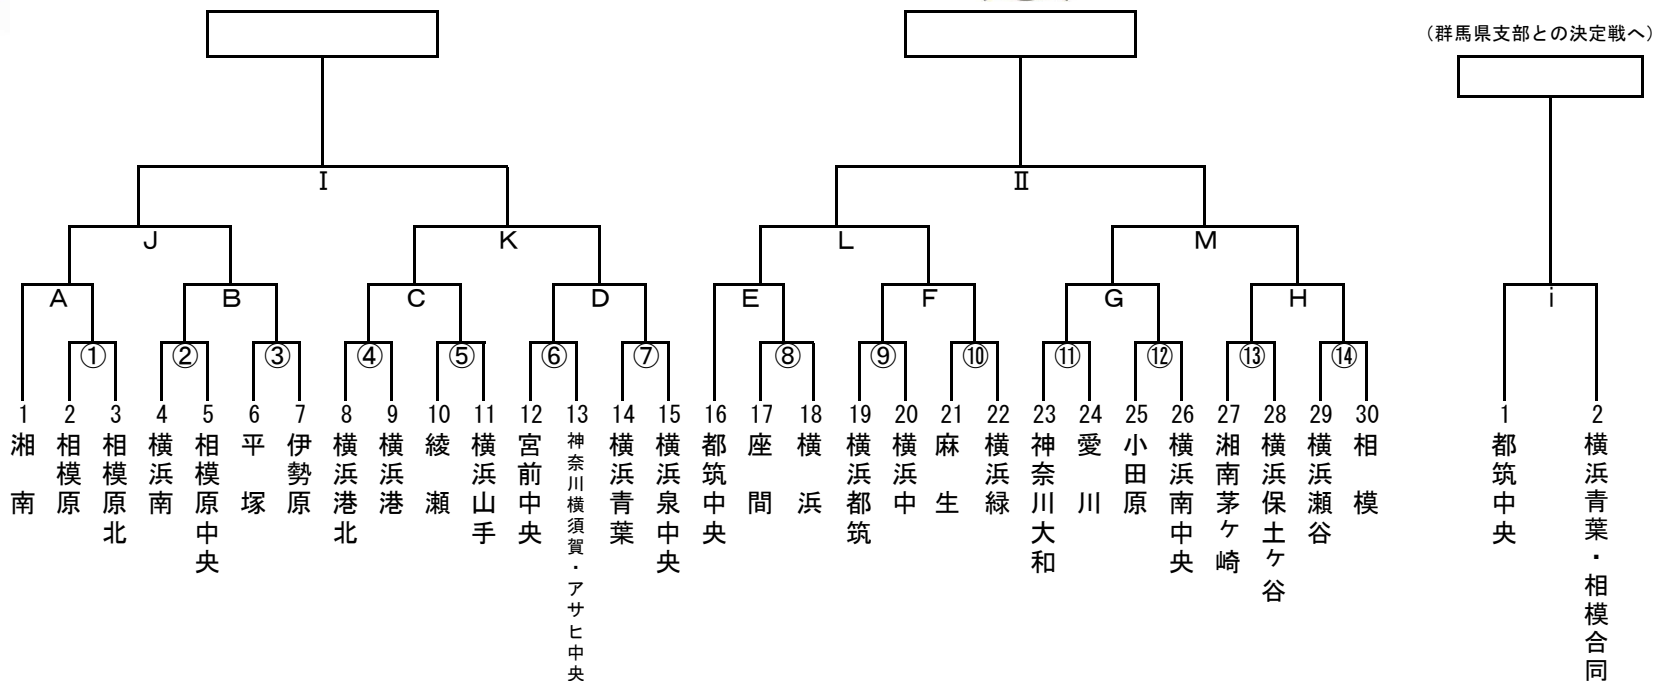 (群馬県支部との決定戦へ)
Ⅰ
Ⅱ
J
K
L
M
A
B
C
D
E
F
G
H
i
①
②
③
④
⑤
⑥
⑦
⑧
⑨
⑩
⑪
⑫
⑬
⑭
1 湘南
2 相模原
3 相模原北
4 横浜南
5 相模原中央
6 平塚
7 伊勢原
8 横浜港北
9 横浜港
10 綾瀬
11 横浜山手
12 宮前中央
13 神奈川横須賀・アサヒ中央
14 横浜青葉
15 横浜泉中央
16 都筑中央
17 座間
18 横浜
19 横浜都筑
20 横浜中
21 麻生
22 横浜緑
23 神奈川大和
24 愛川
25 小田原
26 横浜南中央
27 湘南茅ケ崎
28 横浜保土ケ谷
29 横浜瀬谷
30 相模
1 都筑中央
2 横浜青葉・相模合同